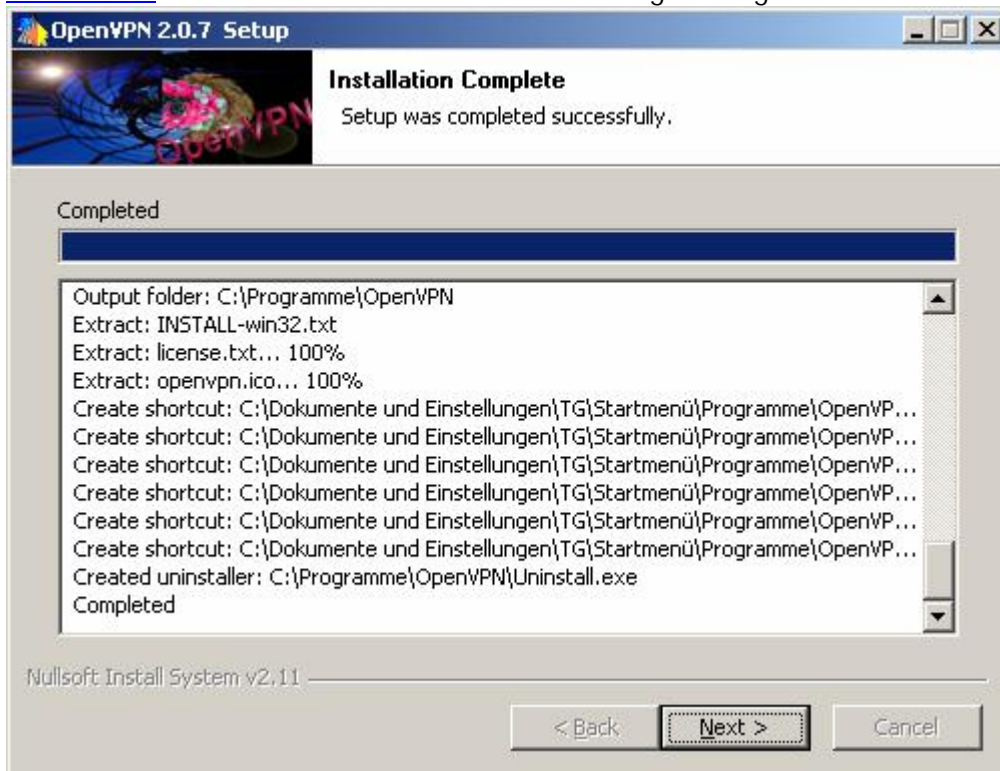 OpenVPN 2.0.7 Setup
Installation Complete
Setup was completed successfully.
OpenVPN
Completed
Output folder: C:\Programme\OpenVPN
Extract: INSTALL-win32.txt
Extract: license.txt... 100%
Extract: openvpn.ico... 100%
Create shortcut: C:\Dokumente und Einstellungen\TG\Startmenü\Programme\OpenVP...
Create shortcut: C:\Dokumente und Einstellungen\TG\Startmenü\Programme\OpenVP...
Create shortcut: C:\Dokumente und Einstellungen\TG\Startmenü\Programme\OpenVP...
Create shortcut: C:\Dokumente und Einstellungen\TG\Startmenü\Programme\OpenVP...
Create shortcut: C:\Dokumente und Einstellungen\TG\Startmenü\Programme\OpenVP...
Create shortcut: C:\Dokumente und Einstellungen\TG\Startmenü\Programme\OpenVP...
Created uninstaller: C:\Programme\OpenVPN\Uninstall.exe
Completed
Nullsoft Install System v2.11
< Back Next > Cancel